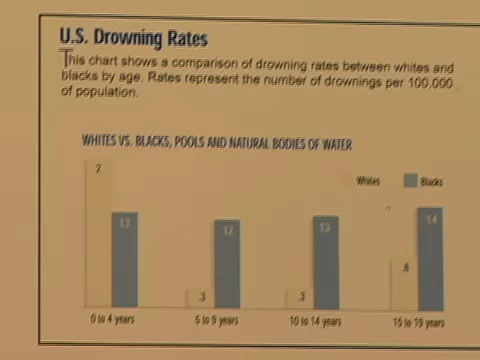 U.S. Drowning Rates
This chart shows a comparison of drowning rates between whites and
blacks by age. Rates represent the number of drownings per 100,000
of population.
WHITES VS. BLACKS, POOLS AND NATURAL BODIES OF WATER
Whites Blacks
2
13 .3 12 .3 13 .8 14
0 to 4 years 5 to 9 years 10 to 14 years 15 to 19 years